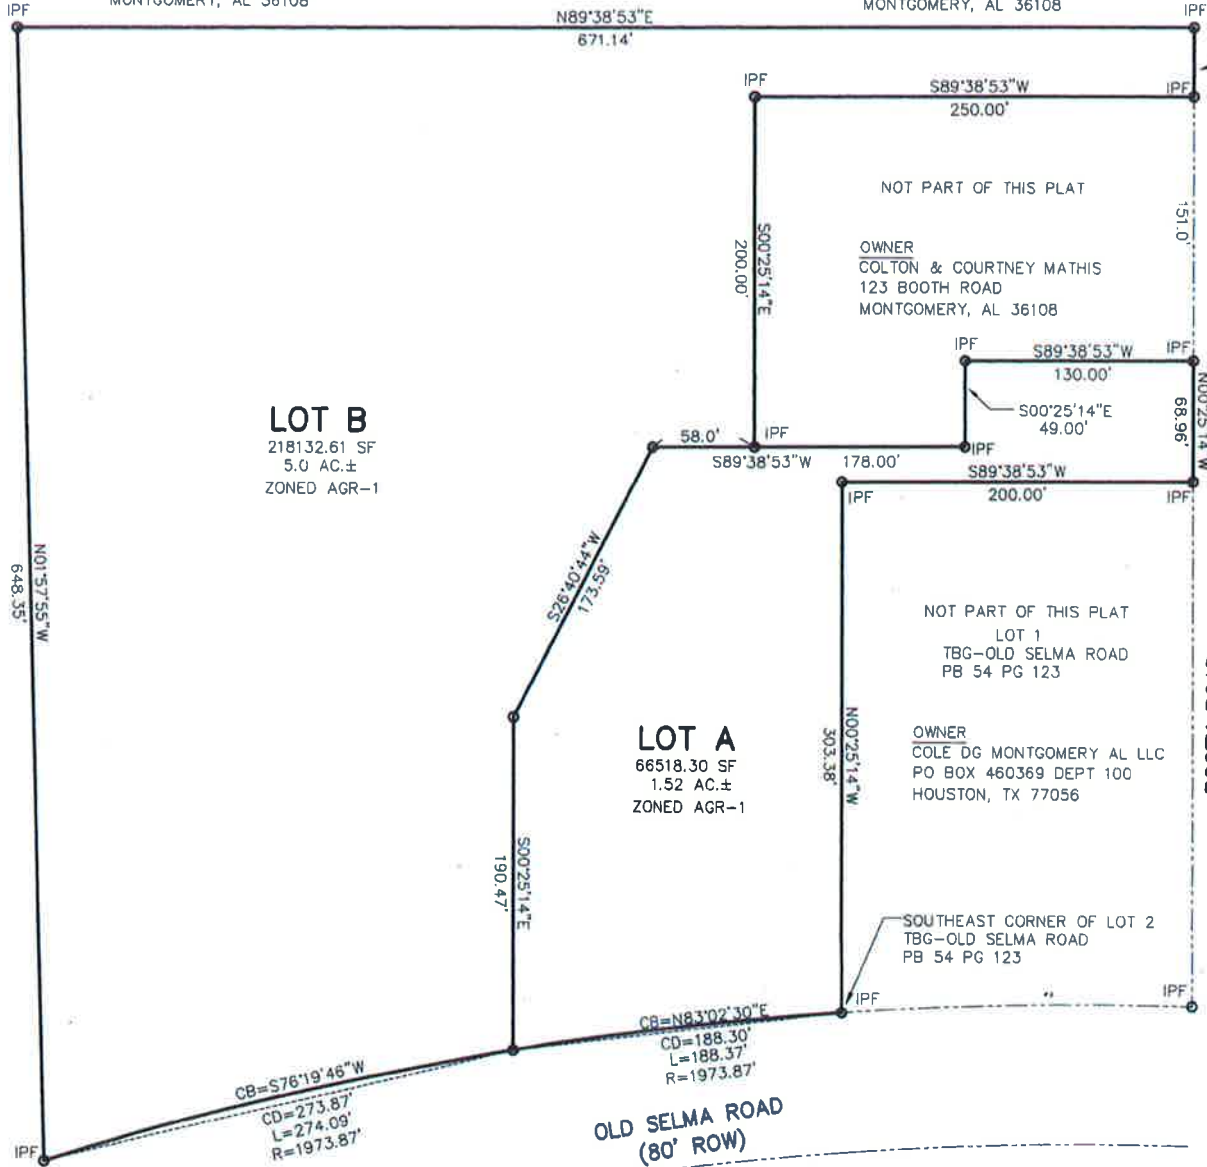 MONTGOMERY, AL 36108
MONTGOMERY, AL 36108
IPF
N89°38'53"E
671.14'
IPF
IPF
S89°38'53"W
250.00'
IPF
NOT PART OF THIS PLAT
OWNER
COLTON & COURTNEY MATHIS
123 BOOTH ROAD
MONTGOMERY, AL 36108
151.0'
S00°25'14"E
200.00'
IPF
S89°38'53"W
130.00'
IPF
S00°25'14"E
49.00'
N00°25'14"W
68.96'
LOT B
218132.61 SF
5.0 AC.±
ZONED AGR-1
58.0'
IPF
S89°38'53"W
178.00'
IPF
S89°38'53"W
200.00'
IPF
IPF
S26°40'44"W
173.59'
N01°57'55"W
648.35'
NOT PART OF THIS PLAT
LOT 1
TBG-OLD SELMA ROAD
PB 54 PG 123
OWNER
COLE DG MONTGOMERY AL LLC
PO BOX 460369 DEPT 100
HOUSTON, TX 77056
LOT A
66518.30 SF
1.52 AC.±
ZONED AGR-1
N00°25'14"W
303.38'
S00°25'14"E
190.47'
SOUTHEAST CORNER OF LOT 2
TBG-OLD SELMA ROAD
PB 54 PG 123
IPF
IPF
CB=N83°02'30"E
CD=188.30'
L=188.37'
R=1973.87'
CB=S76°19'46"W
CD=273.87'
L=274.09'
R=1973.87'
IPF
OLD SELMA ROAD
(80' ROW)